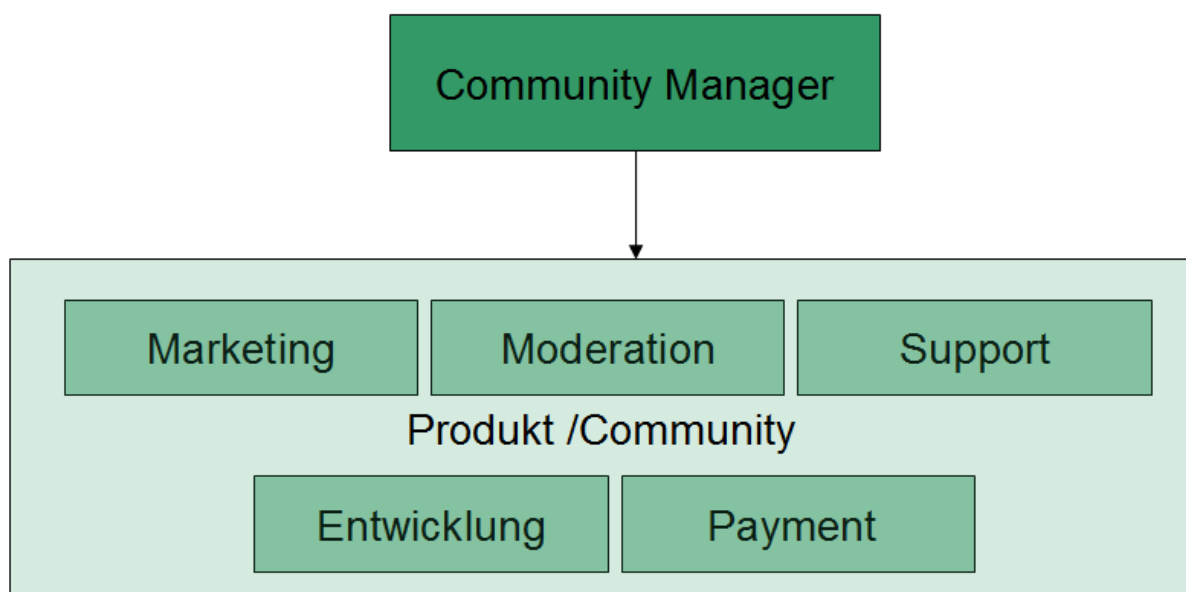 Community Manager
Marketing
Moderation
Support
Produkt /Community
Entwicklung
Payment